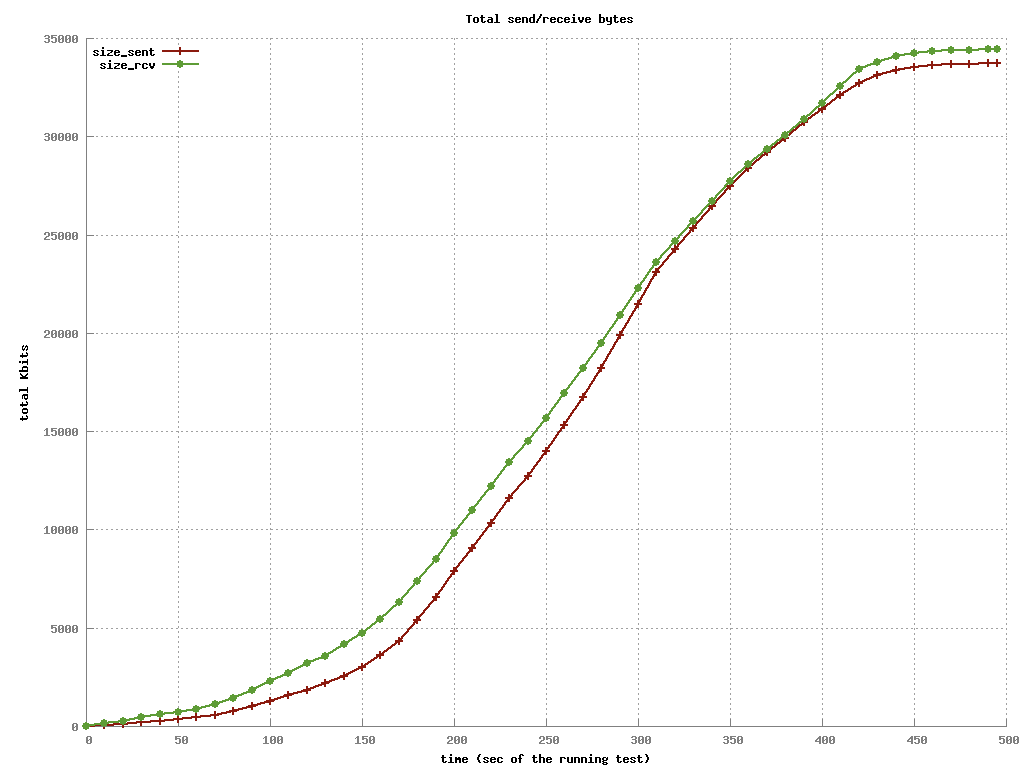 Total send/receive bytes
size_sent
size_rcv
35000
30000
25000
20000
15000
10000
5000
0
total Kbits
0 50 100 150 200 250 300 350 400 450 500
time (sec of the running test)